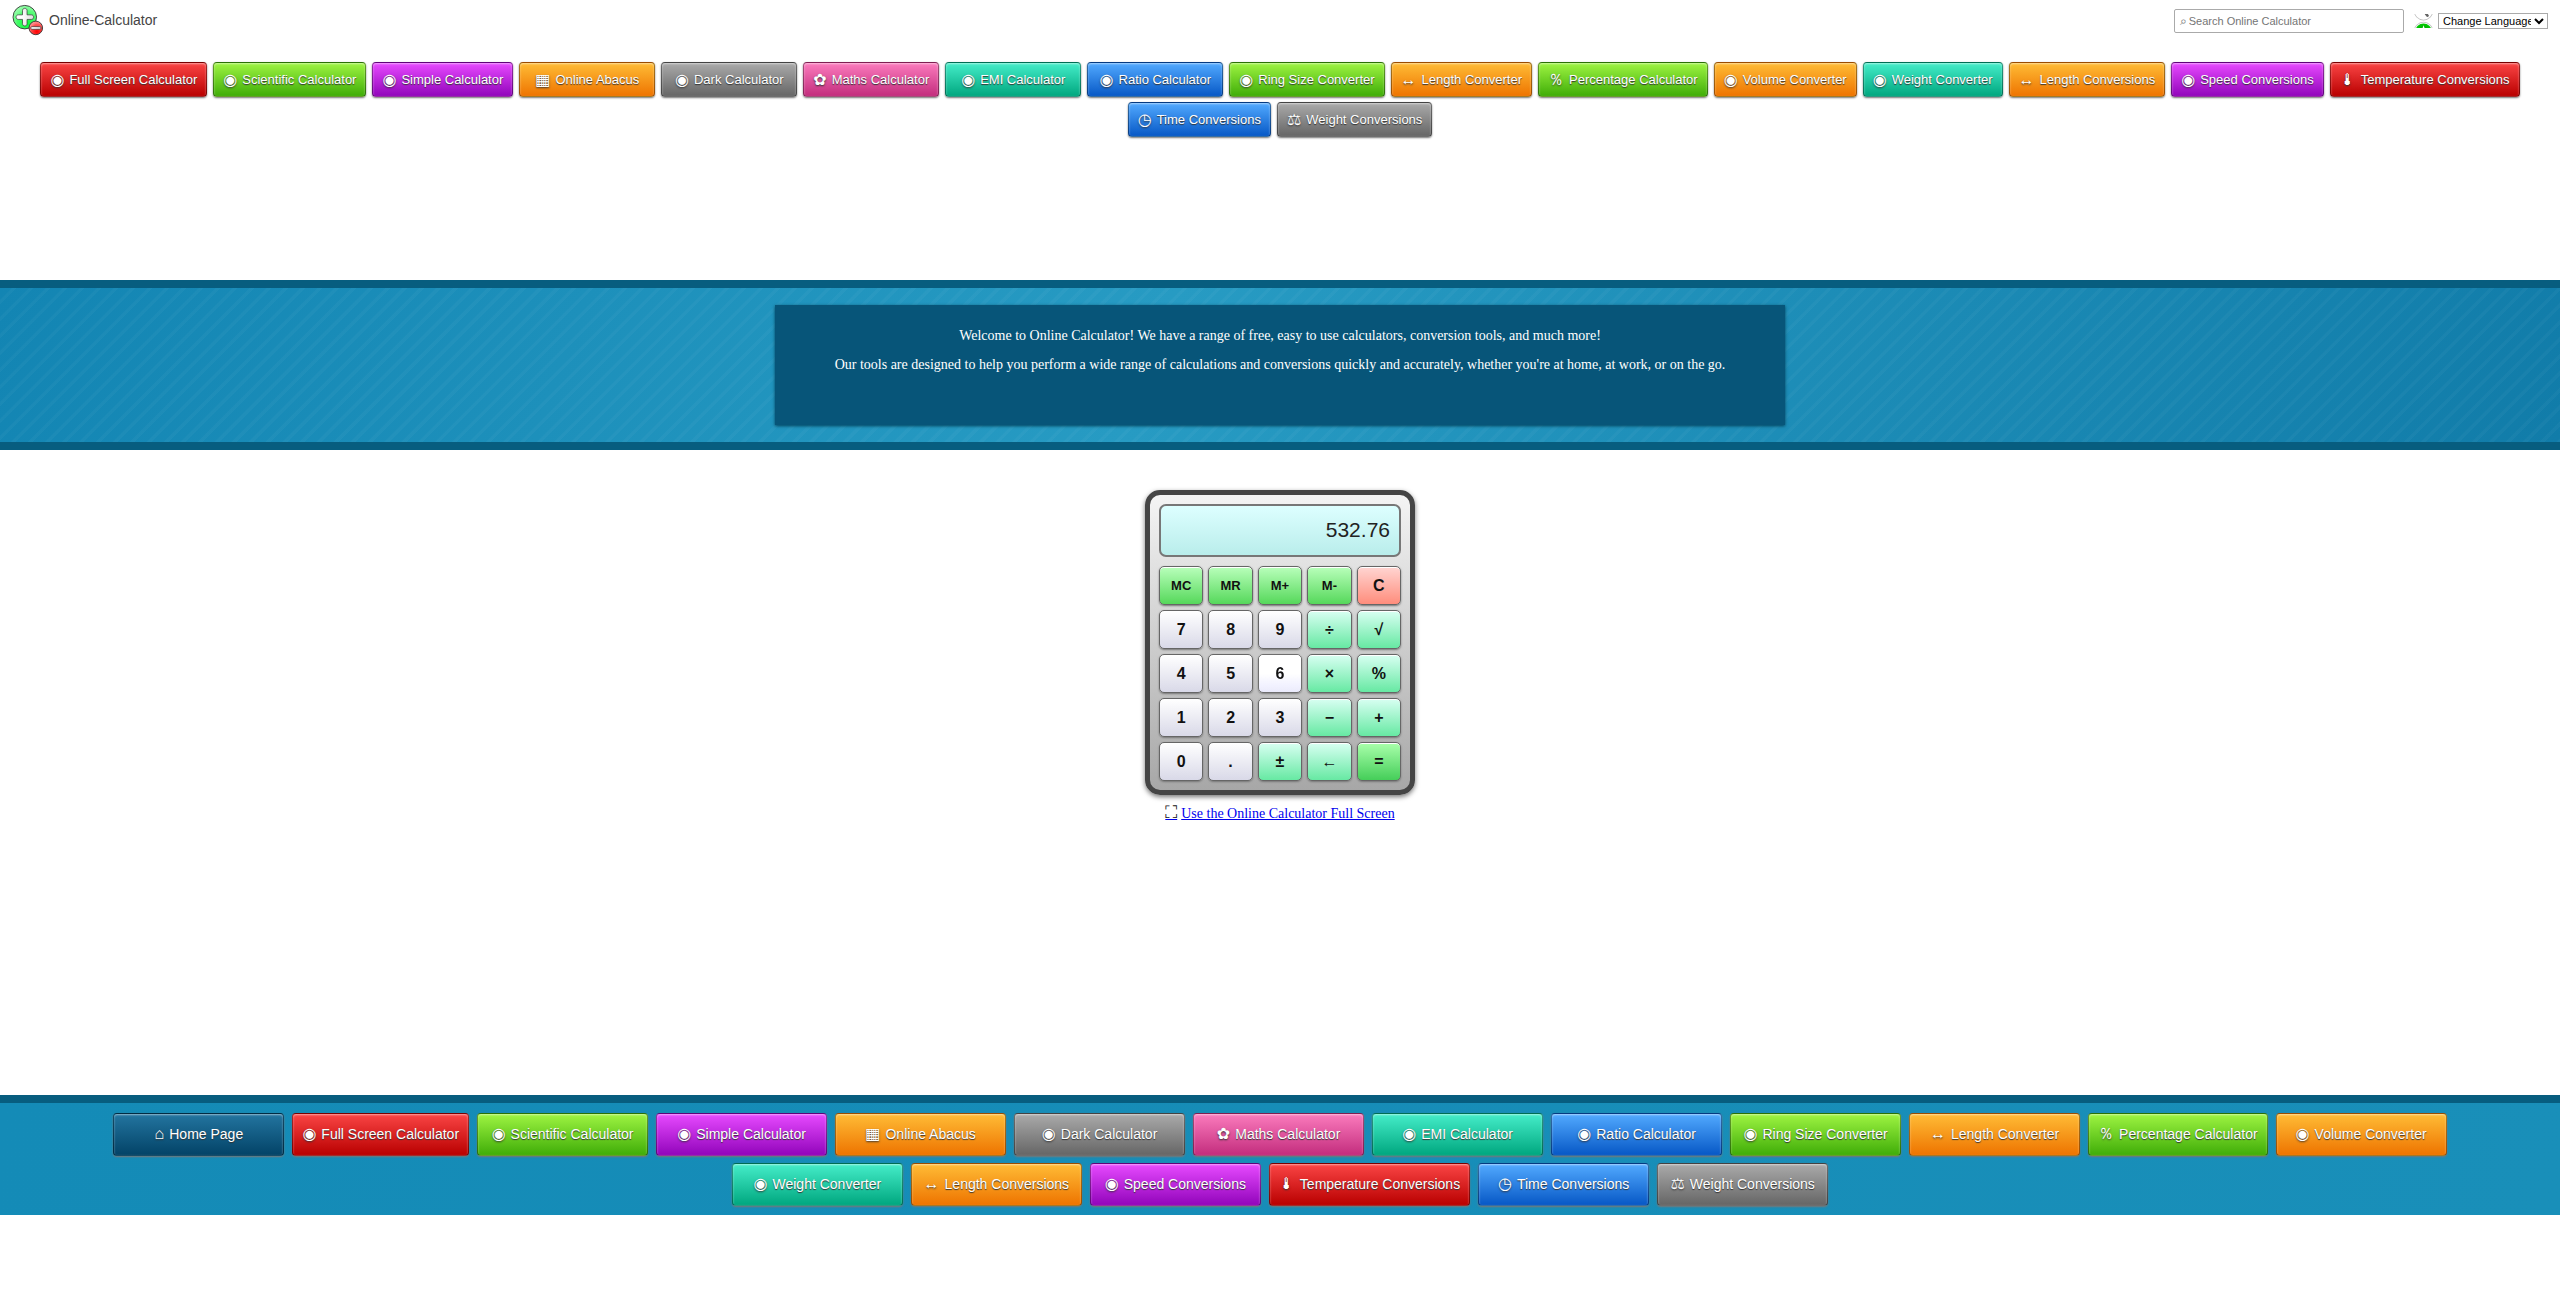 Online-Calculator
Search Online Calculator
Change Language
Full Screen Calculator
Scientific Calculator
Simple Calculator
Online Abacus
Dark Calculator
Maths Calculator
EMI Calculator
Ratio Calculator
Ring Size Converter
Length Converter
% Percentage Calculator
Volume Converter
Weight Converter
Length Conversions
Speed Conversions
Temperature Conversions
Time Conversions
Weight Conversions
Welcome to Online Calculator! We have a range of free, easy to use calculators, conversion tools, and much more!
Our tools are designed to help you perform a wide range of calculations and conversions quickly and accurately, whether you're at home, at work, or on the go.
532.76
MC MR M+ M- C
7 8 9 ÷ √
4 5 6 × %
1 2 3 − +
0 . ± ← =
Use the Online Calculator Full Screen
Home Page
Full Screen Calculator
Scientific Calculator
Simple Calculator
Online Abacus
Dark Calculator
Maths Calculator
EMI Calculator
Ratio Calculator
Ring Size Converter
Length Converter
% Percentage Calculator
Volume Converter
Weight Converter
Length Conversions
Speed Conversions
Temperature Conversions
Time Conversions
Weight Conversions